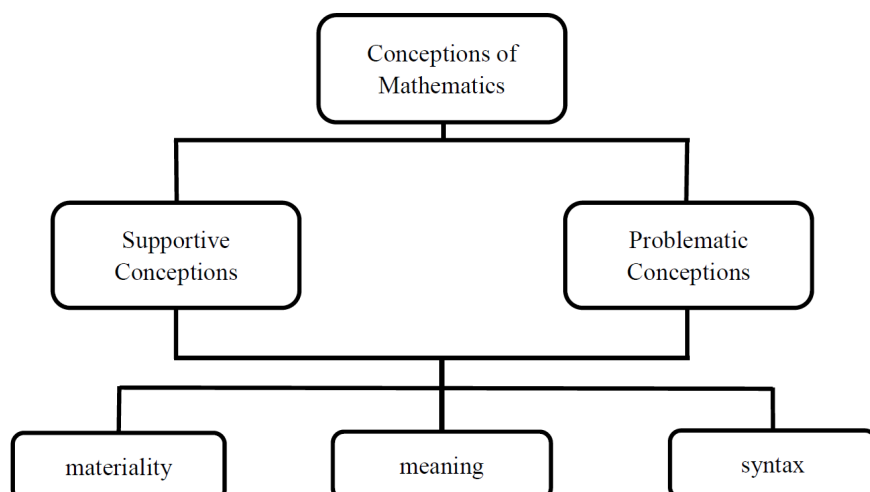 Conceptions of
Mathematics
Supportive
Conceptions
Problematic
Conceptions
materiality
meaning
syntax